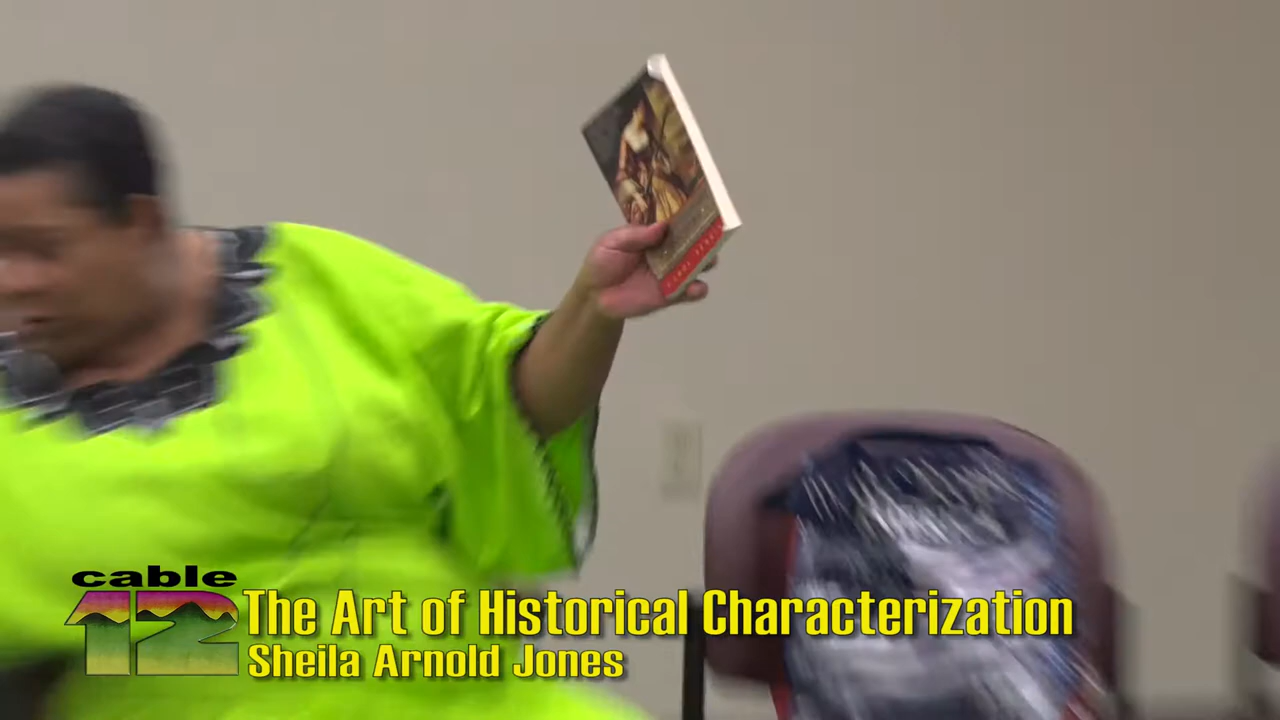 cable
12
The Art of Historical Characterization
Sheila Arnold Jones